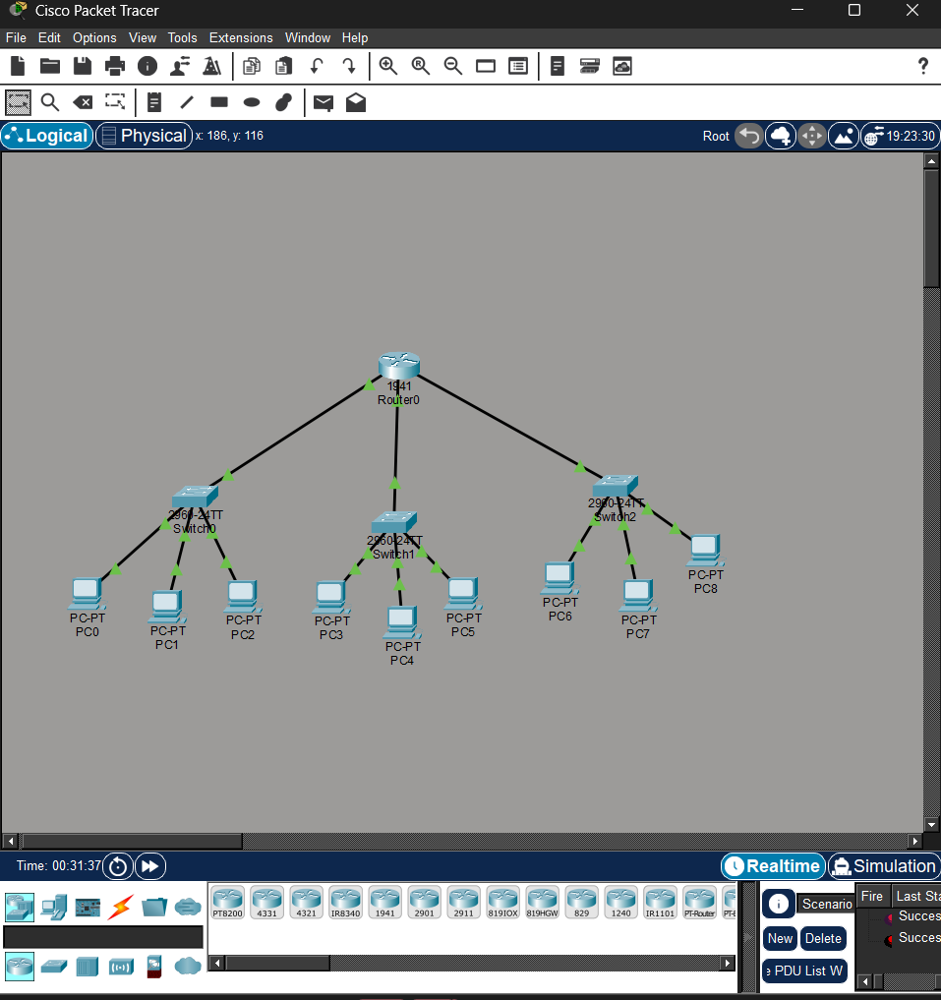 Cisco Packet Tracer
File Edit Options View Tools Extensions Window Help
?
Logical Physical x: 186, y: 116 Root 19:23:30
1941
Router0
2960-24TT
Switch0
2960-24TT
Switch1
2960-24TT
Switch2
PC-PT
PC0
PC-PT
PC1
PC-PT
PC2
PC-PT
PC3
PC-PT
PC4
PC-PT
PC5
PC-PT
PC6
PC-PT
PC7
PC-PT
PC8
Time: 00:31:37 Realtime Simulation
PT8200 4331 4321 IR8340 1941 2901 2911 819IOX 819HGW 829 1240 IR1101 PT-Router PT-E
Scenario
New Delete
e PDU List W
Fire Last Sta
Succes
Succes